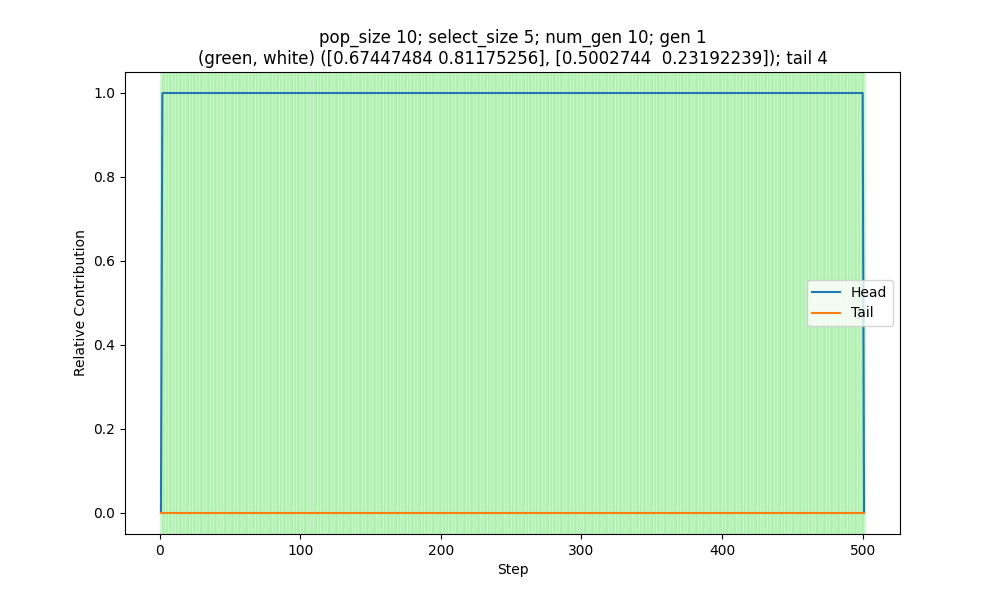 pop_size 10; select_size 5; num_gen 10; gen 1
(green, white) ([0.67447484 0.81175256], [0.5002744  0.23192239]); tail 4
1.0
0.8
0.6
0.4
0.2
0.0
Relative Contribution
Head
Tail
0
100
200
300
400
500
Step